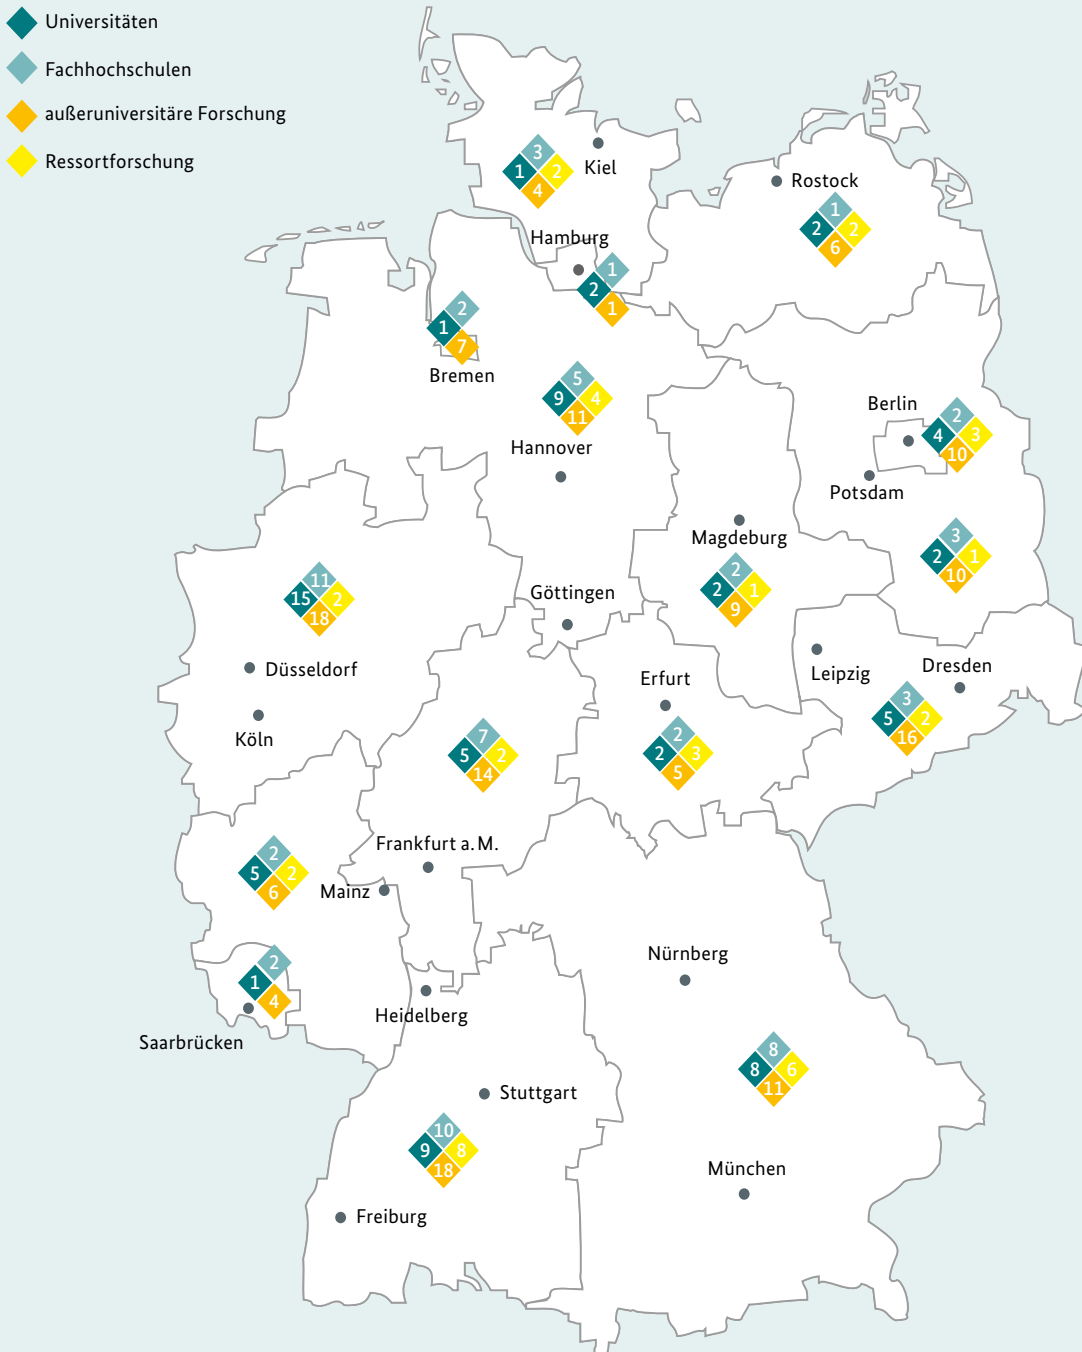 Universitäten
Fachhochschulen
außeruniversitäre Forschung
Ressortforschung
3
1 2
4
Kiel
Rostock
1
2 2
6
Hamburg
1
2
1
2
1
7
Bremen
5
9 4
11
Hannover
Berlin
2
4 3
10
Potsdam
Magdeburg
3
2 1
10
2
2 1
9
11
15 2
18
Göttingen
Düsseldorf
Köln
Erfurt
Leipzig
Dresden
3
5 2
16
7
5 2
14
2
2 3
5
Frankfurt a. M.
2
5 2
6
Mainz
Nürnberg
2
1
4
Heidelberg
Saarbrücken
8
8 6
11
Stuttgart
10
9 8
18
München
Freiburg